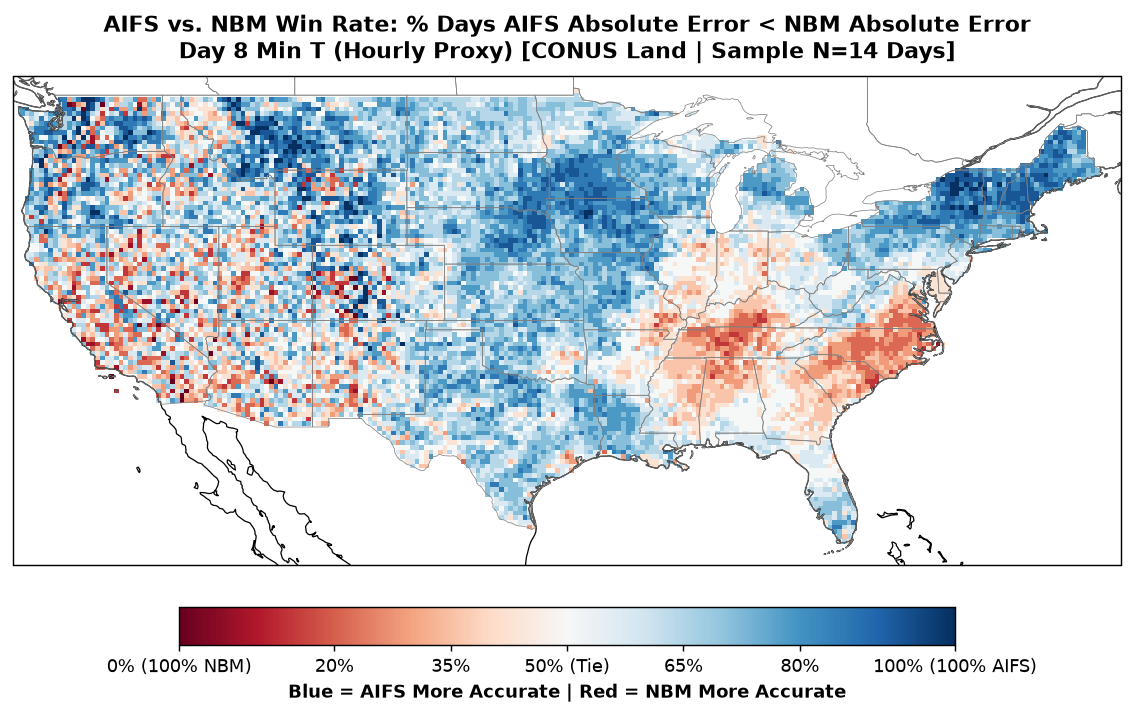 AIFS vs. NBM Win Rate: % Days AIFS Absolute Error < NBM Absolute Error
Day 8 Min T (Hourly Proxy) [CONUS Land | Sample N=14 Days]
0% (100% NBM) 20% 35% 50% (Tie) 65% 80% 100% (100% AIFS)
Blue = AIFS More Accurate | Red = NBM More Accurate